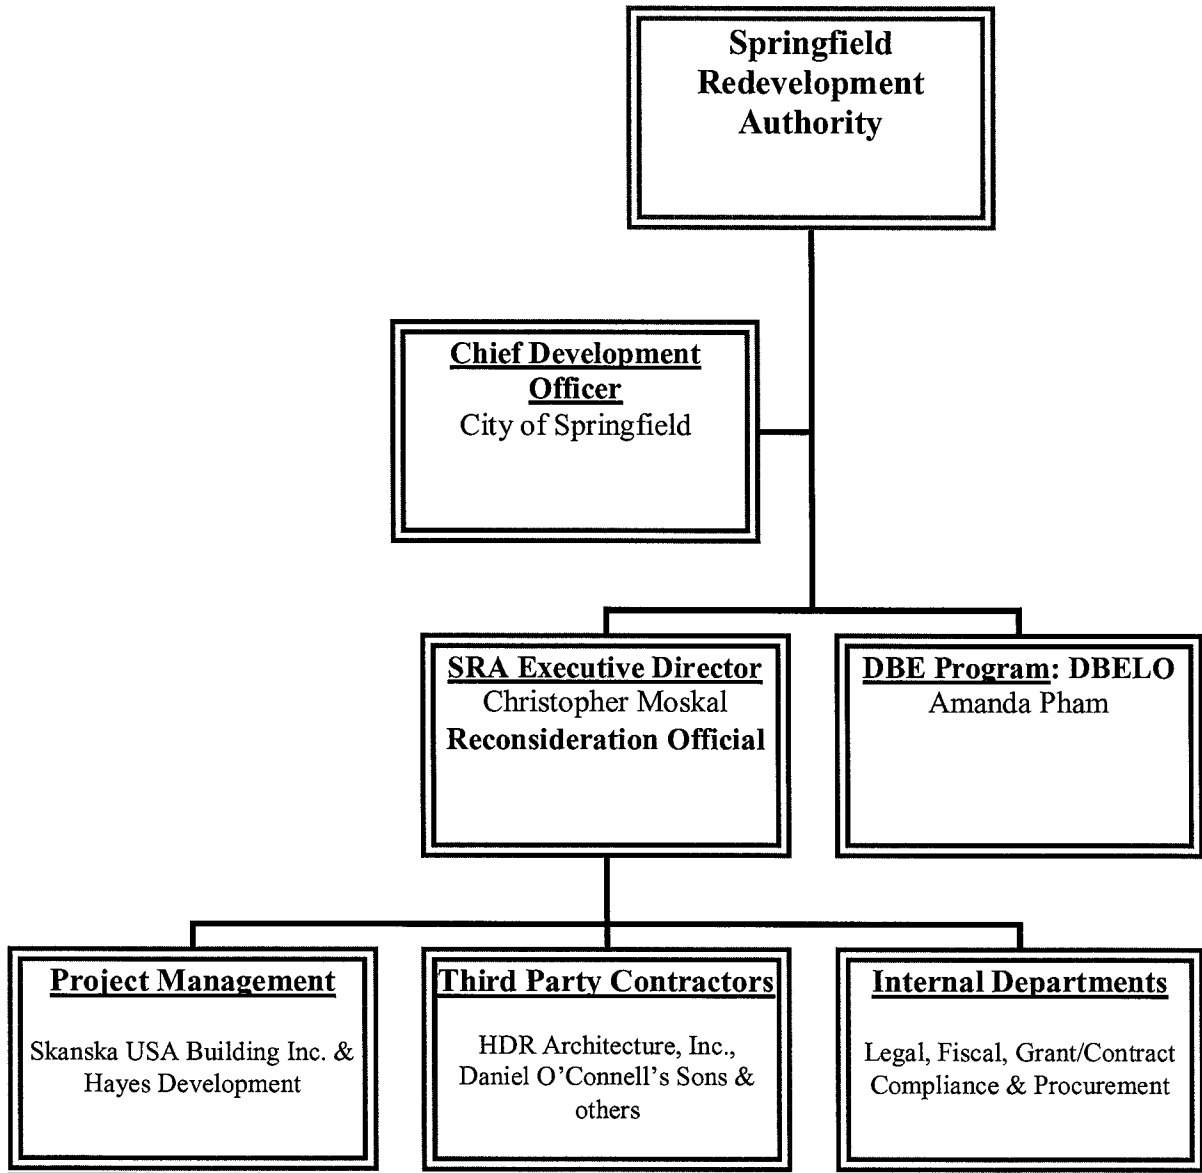 Springfield
Redevelopment
Authority
Chief Development
Officer
City of Springfield
SRA Executive Director
Christopher Moskal
Reconsideration Official
DBE Program: DBELO
Amanda Pham
Project Management
Skanska USA Building Inc. &
Hayes Development
Third Party Contractors
HDR Architecture, Inc.,
Daniel O’Connell’s Sons &
others
Internal Departments
Legal, Fiscal, Grant/Contract
Compliance & Procurement